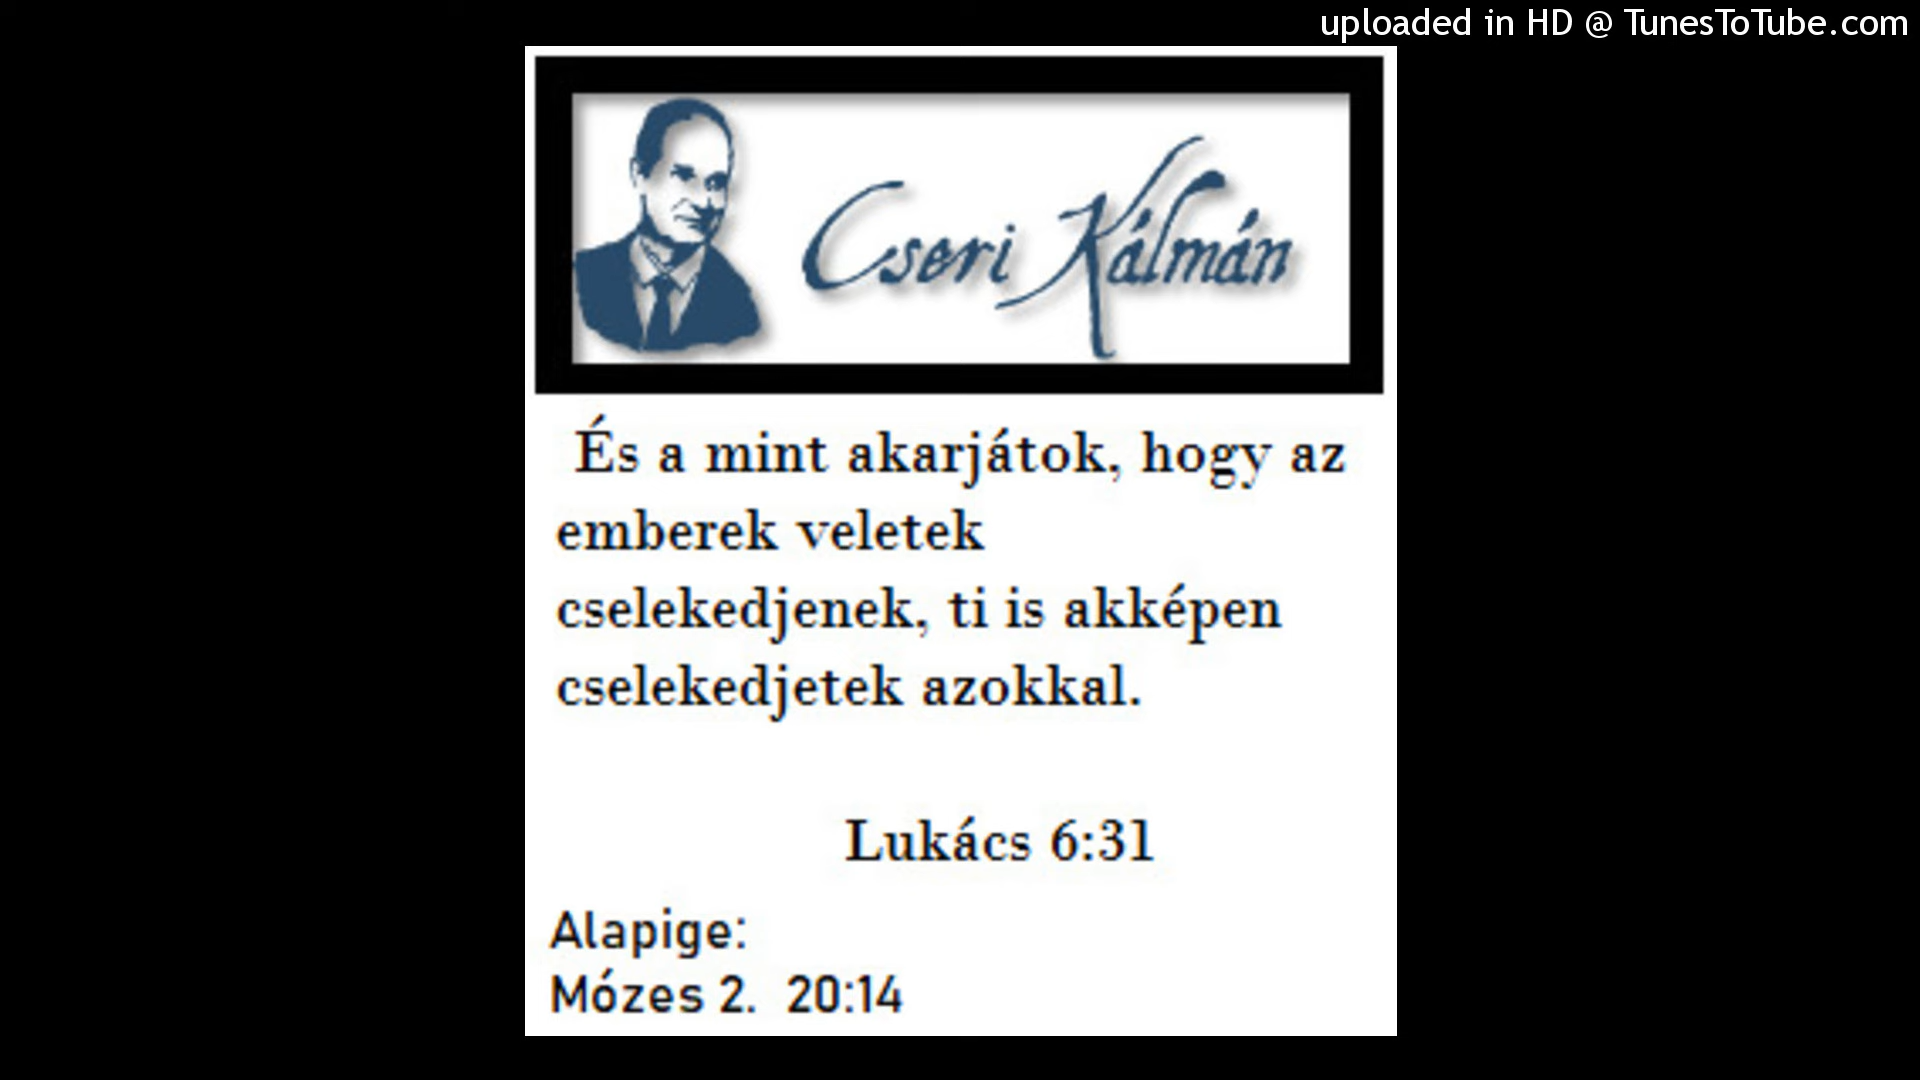 uploaded in HD @ TunesToTube.com
Cseri Kálmán
És a mint akarjátok, hogy az
emberek veletek
cselekedjenek, ti is akképen
cselekedjetek azokkal.
Lukács 6:31
Alapige:
Mózes 2. 20:14